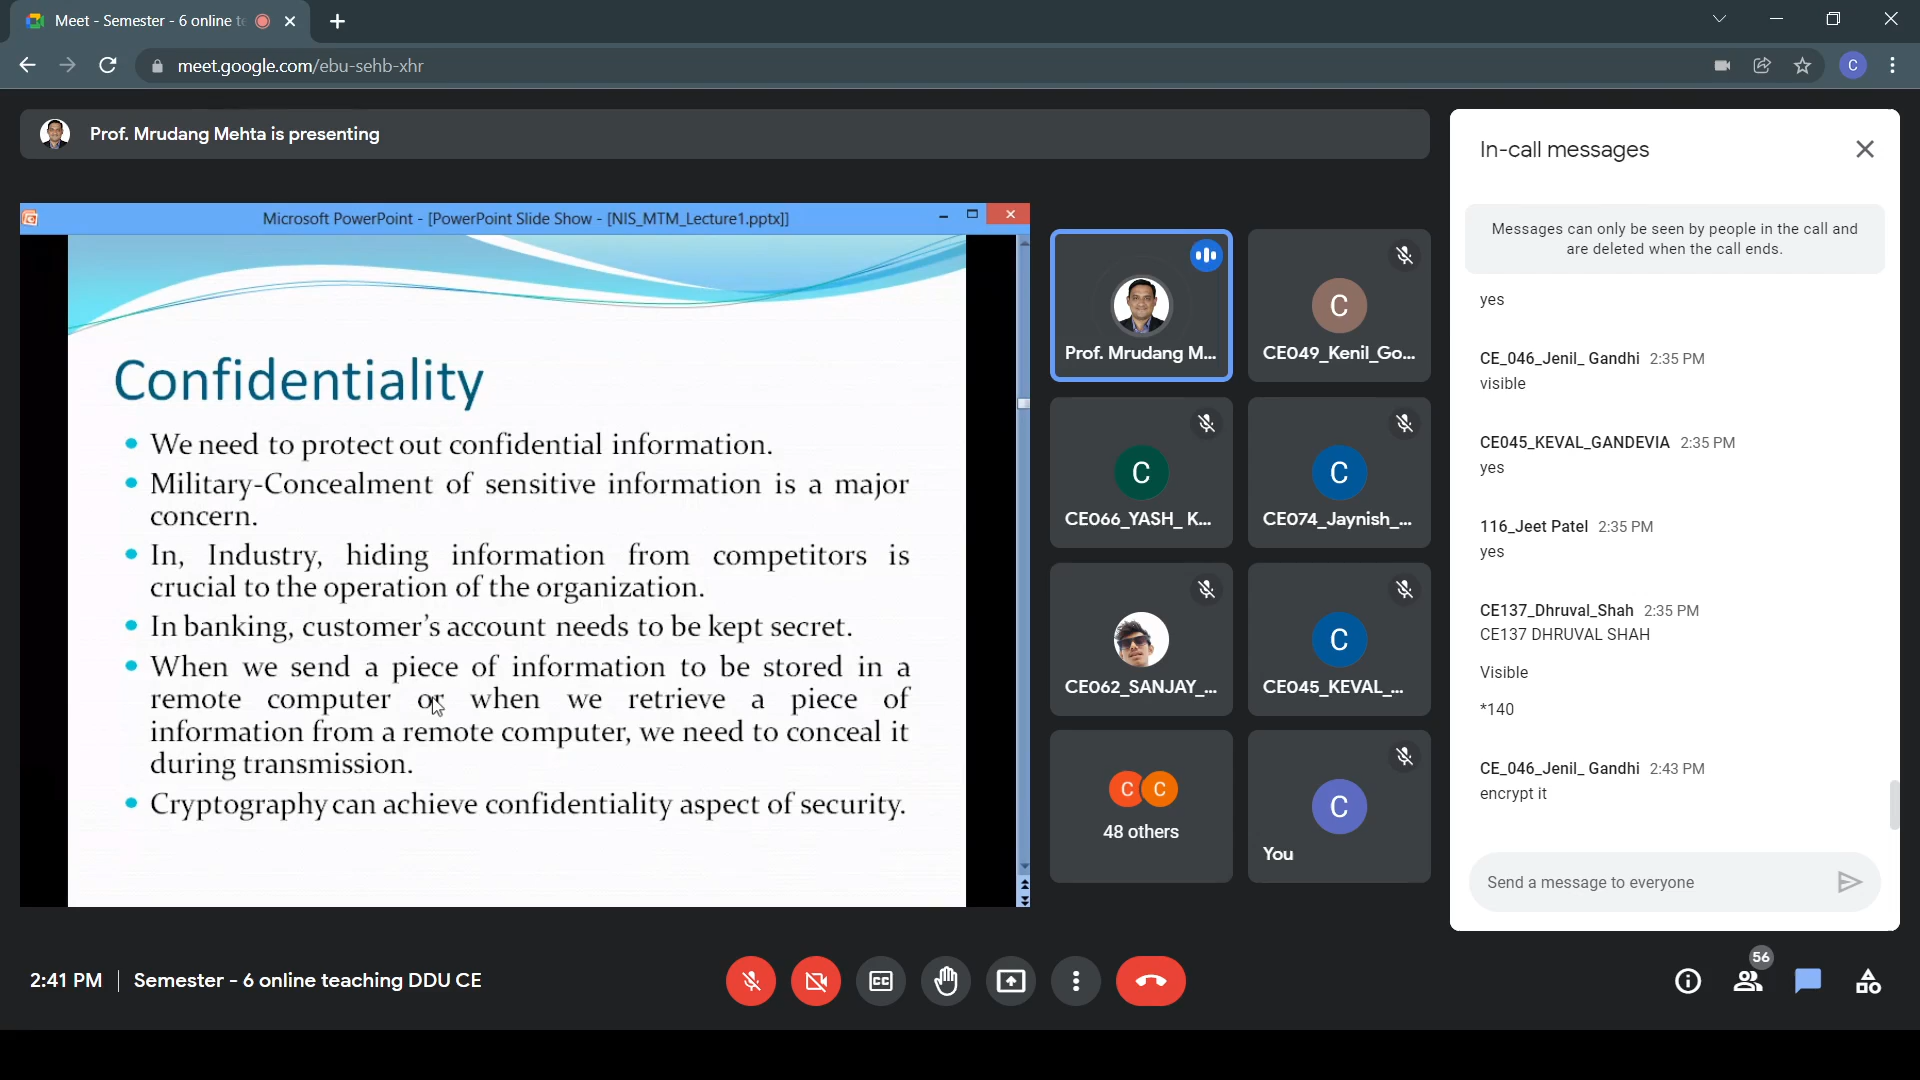 Meet - Semester - 6 online te
meet.google.com/ebu-sehb-xhr
C
Prof. Mrudang Mehta is presenting
Microsoft PowerPoint - [PowerPoint Slide Show - [NIS_MTM_Lecture1.pptx]]
Confidentiality
We need to protect out confidential information.
Military-Concealment of sensitive information is a major
concern.
In, Industry, hiding information from competitors is
crucial to the operation of the organization.
In banking, customer's account needs to be kept secret.
When we send a piece of information to be stored in a
remote computer or when we retrieve a piece of
information from a remote computer, we need to conceal it
during transmission.
Cryptography can achieve confidentiality aspect of security.
Prof. Mrudang M...
C
CE049_Kenil_Go...
C
CE066_YASH_ K...
C
CE074_Jaynish_...
CE062_SANJAY_...
C
CE045_KEVAL_...
C C
48 others
C
You
In-call messages
Messages can only be seen by people in the call and
are deleted when the call ends.
yes
CE_046_Jenil_ Gandhi 2:35 PM
visible
CE045_KEVAL_GANDEVIA 2:35 PM
yes
116_Jeet Patel 2:35 PM
yes
CE137_Dhruval_Shah 2:35 PM
CE137 DHRUVAL SHAH
Visible
*140
CE_046_Jenil_ Gandhi 2:43 PM
encrypt it
Send a message to everyone
2:41 PM | Semester - 6 online teaching DDU CE
CC
56